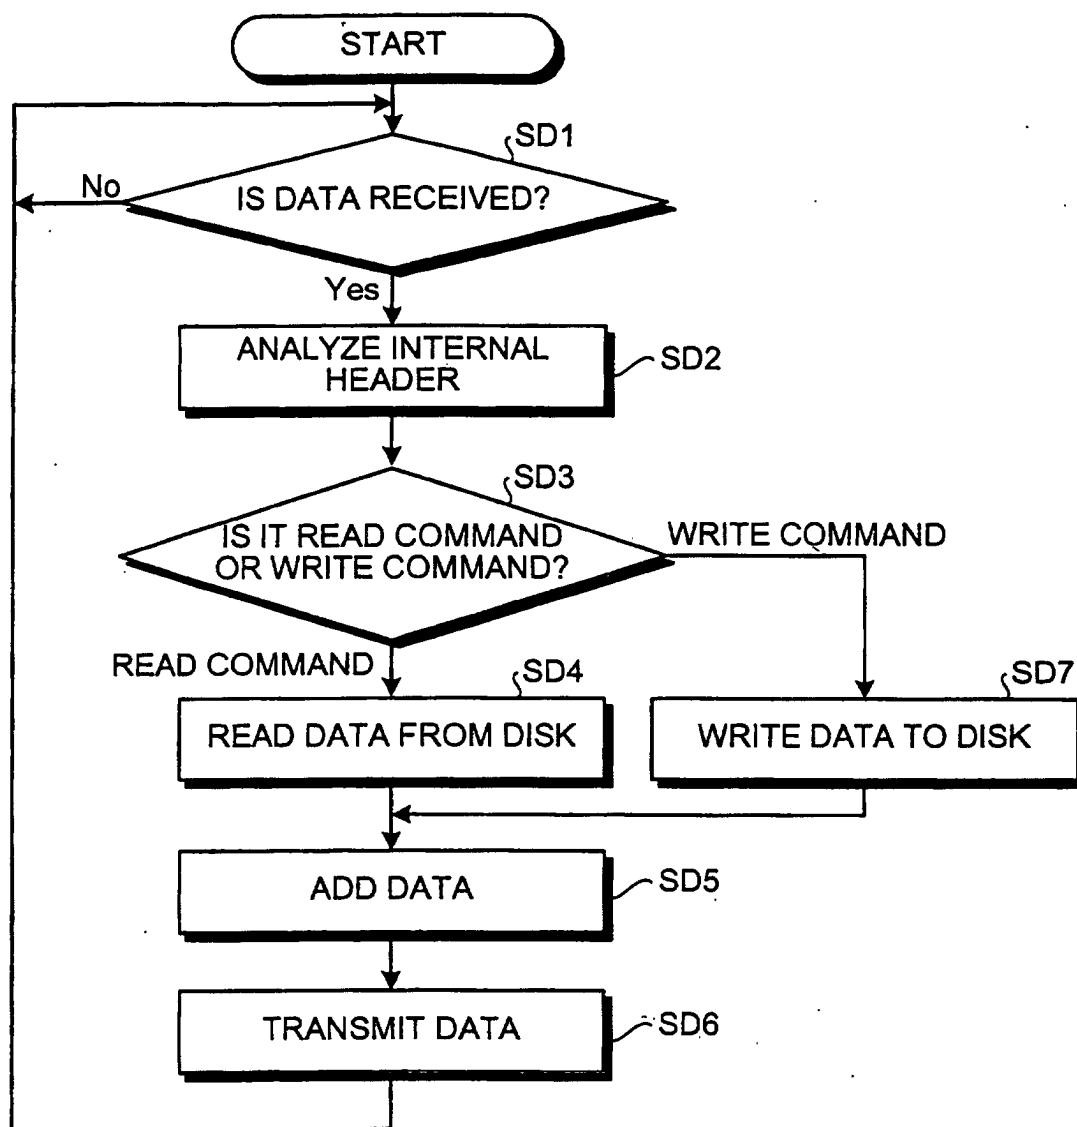 START
SD1
No
IS DATA RECEIVED?
Yes
ANALYZE INTERNAL
HEADER
SD2
SD3
IS IT READ COMMAND
OR WRITE COMMAND?
WRITE COMMAND
READ COMMAND
SD4
SD7
READ DATA FROM DISK
WRITE DATA TO DISK
ADD DATA
SD5
TRANSMIT DATA
SD6